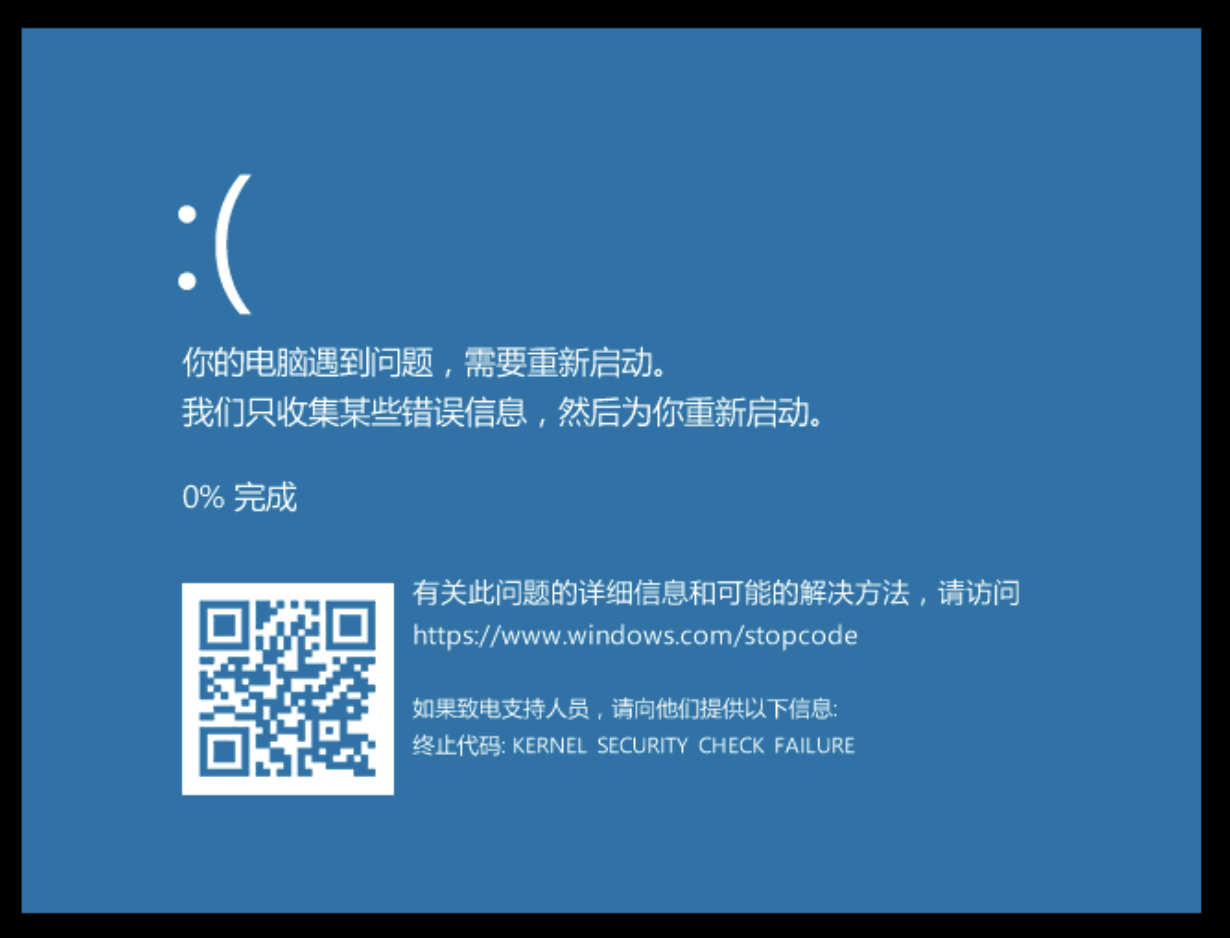 :(
你的电脑遇到问题，需要重新启动。
我们只收集某些错误信息，然后为你重新启动。
0% 完成
有关此问题的详细信息和可能的解决方法，请访问
https://www.windows.com/stopcode
如果致电支持人员，请向他们提供以下信息:
终止代码: KERNEL SECURITY CHECK FAILURE